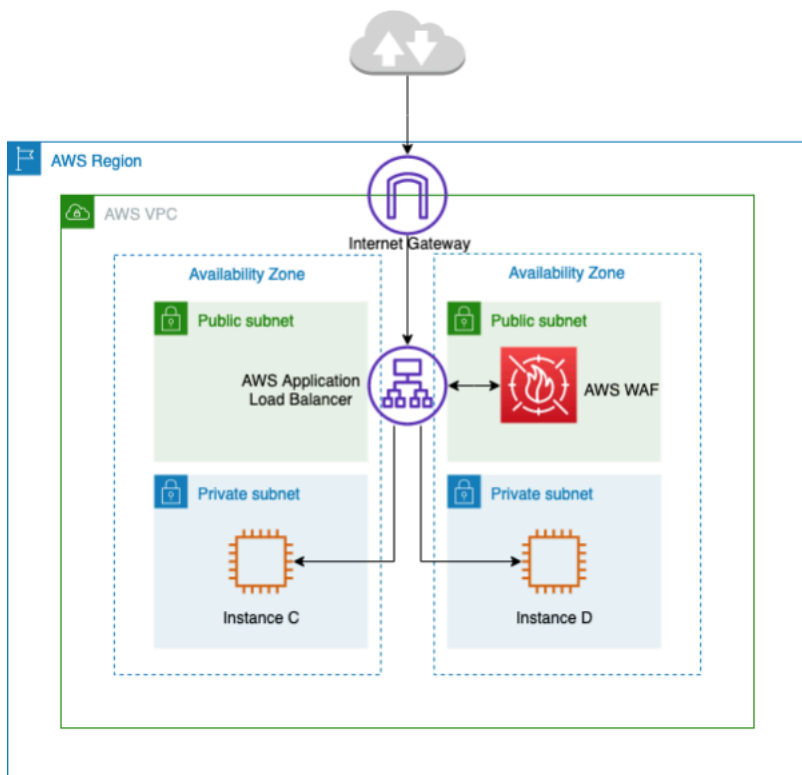 AWS Region
AWS VPC
Internet Gateway
Availability Zone
Availability Zone
Public subnet
Public subnet
AWS Application
Load Balancer
AWS WAF
Private subnet
Private subnet
Instance C
Instance D